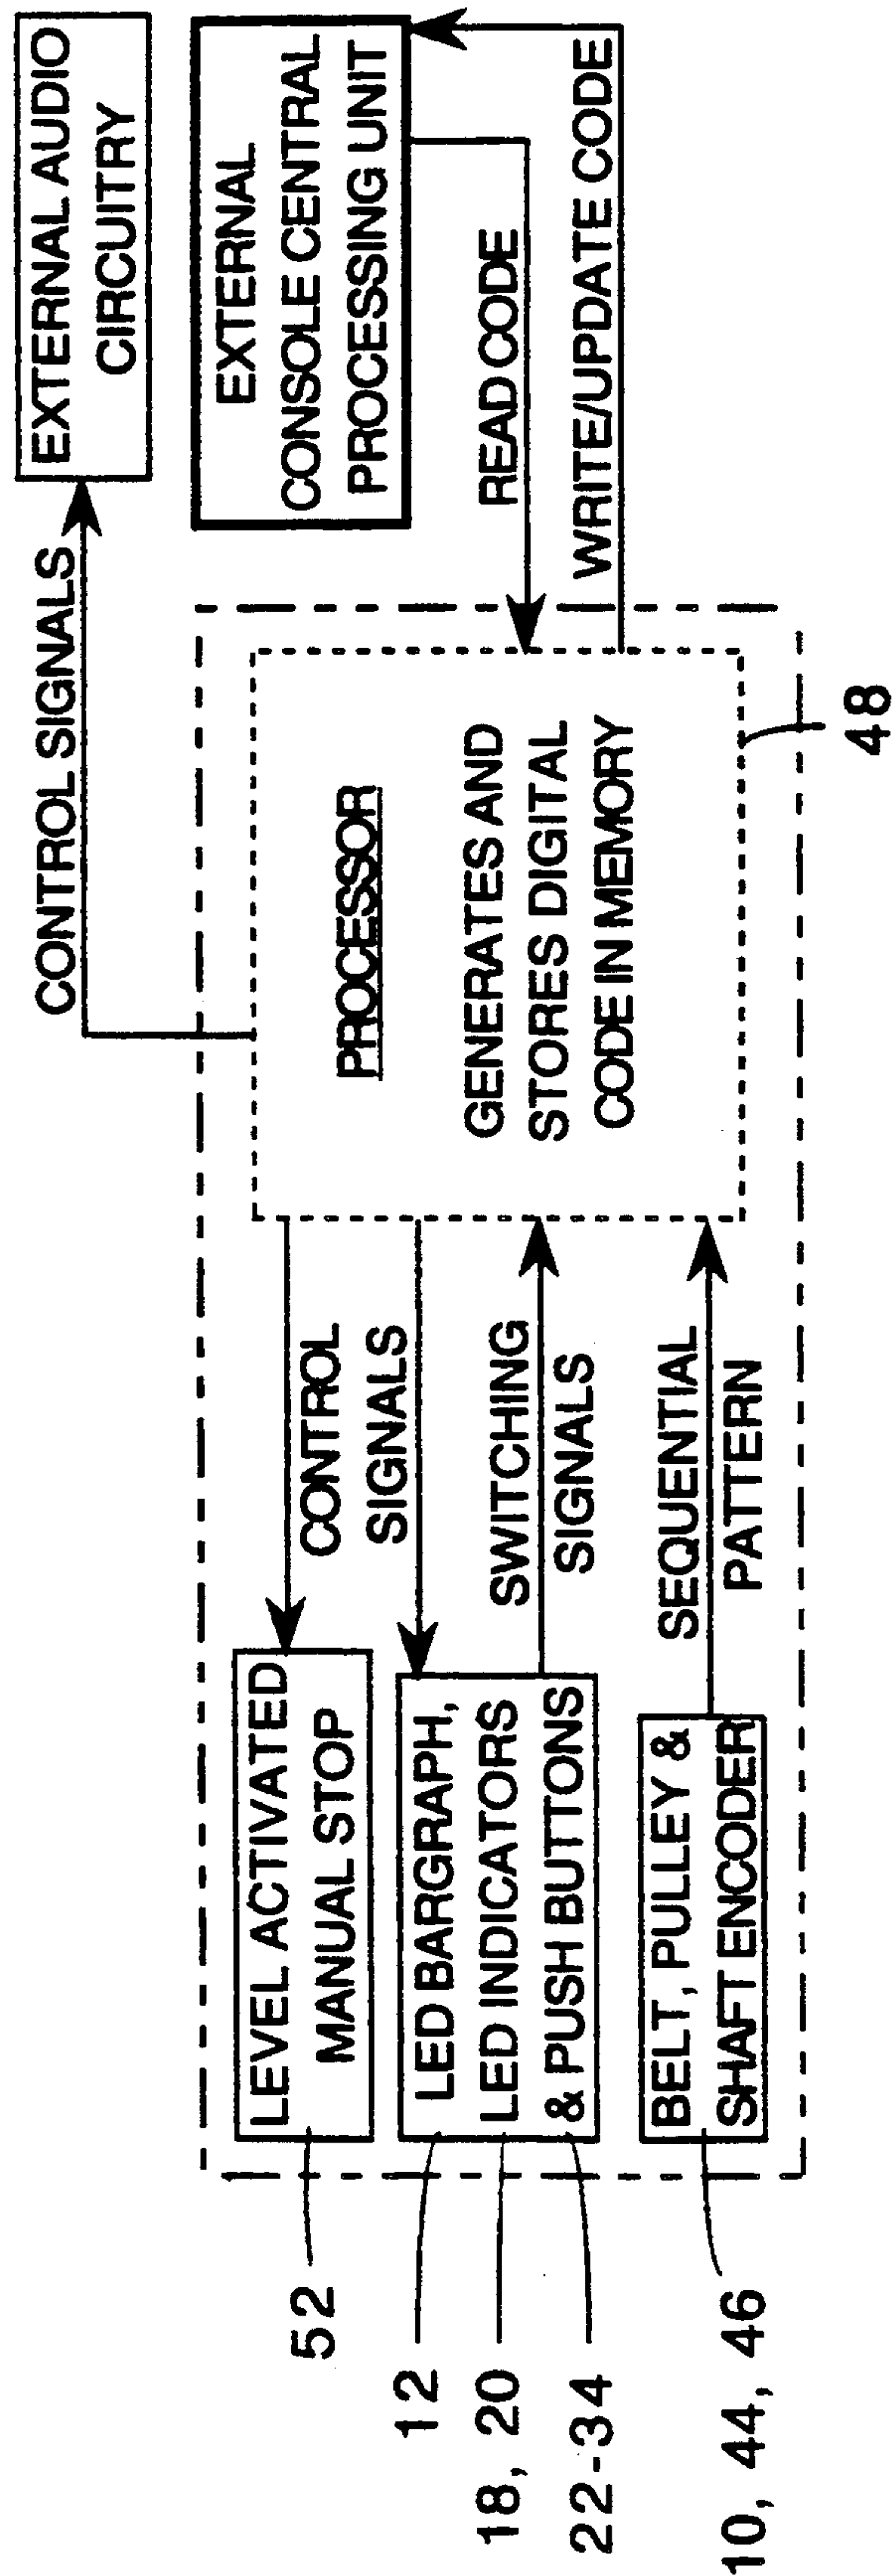 CONTROL SIGNALS
EXTERNAL AUDIO
CIRCUITRY
EXTERNAL
CONSOLE CENTRAL
PROCESSING UNIT
READ CODE
WRITE/UPDATE CODE
PROCESSOR
GENERATES AND
STORES DIGITAL
CODE IN MEMORY
48
CONTROL
SIGNALS
SWITCHING
SIGNALS
SEQUENTIAL
PATTERN
LEVEL ACTIVATED
MANUAL STOP
LED BARGRAPH,
LED INDICATORS
& PUSH BUTTONS
BELT, PULLEY &
SHAFT ENCODER
52
12
18, 20
22-34
10, 44, 46